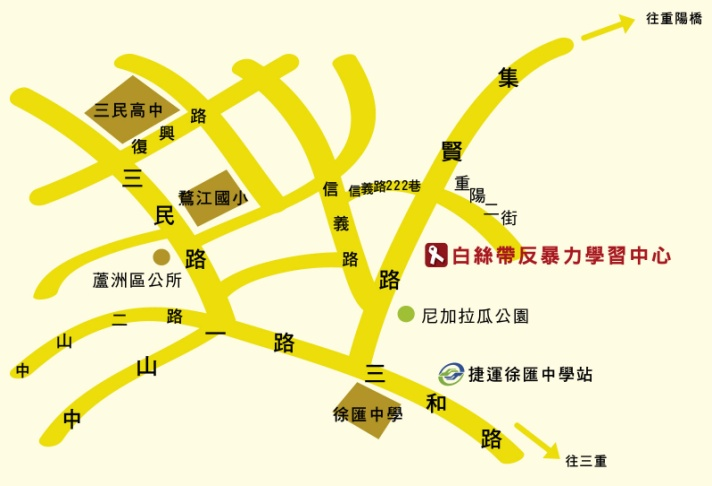 往重陽橋
集賢路
三民高中
復興路
三民路
鷺江國小
信義路
信義路222巷
重陽二街
白絲帶反暴力學習中心
蘆洲區公所
尼加拉瓜公園
中山二路
中山一路
捷運徐匯中學站
三和路
徐匯中學
往三重